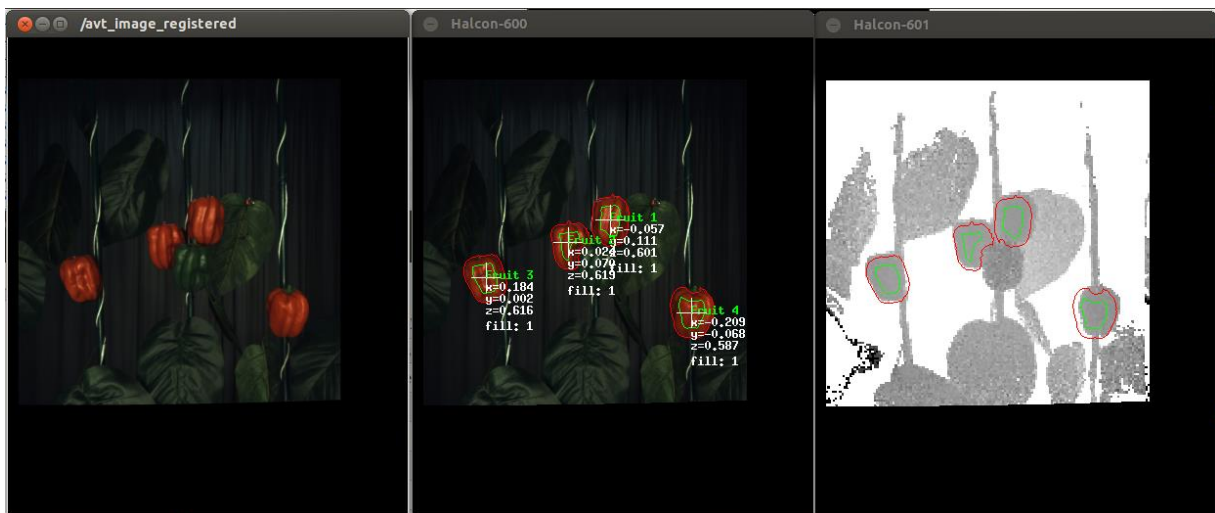 /avt_image_registered
Halcon-600
Halcon-601
Fruit 1
x=-0.057
y=0.111
z=0.601
fill: 1
x=0.024
y=0.070
z=0.619
fill: 1
Fruit 3
x=0.184
y=0.002
z=0.616
fill: 1
Fruit 4
x=-0.209
y=-0.068
z=0.587
fill: 1